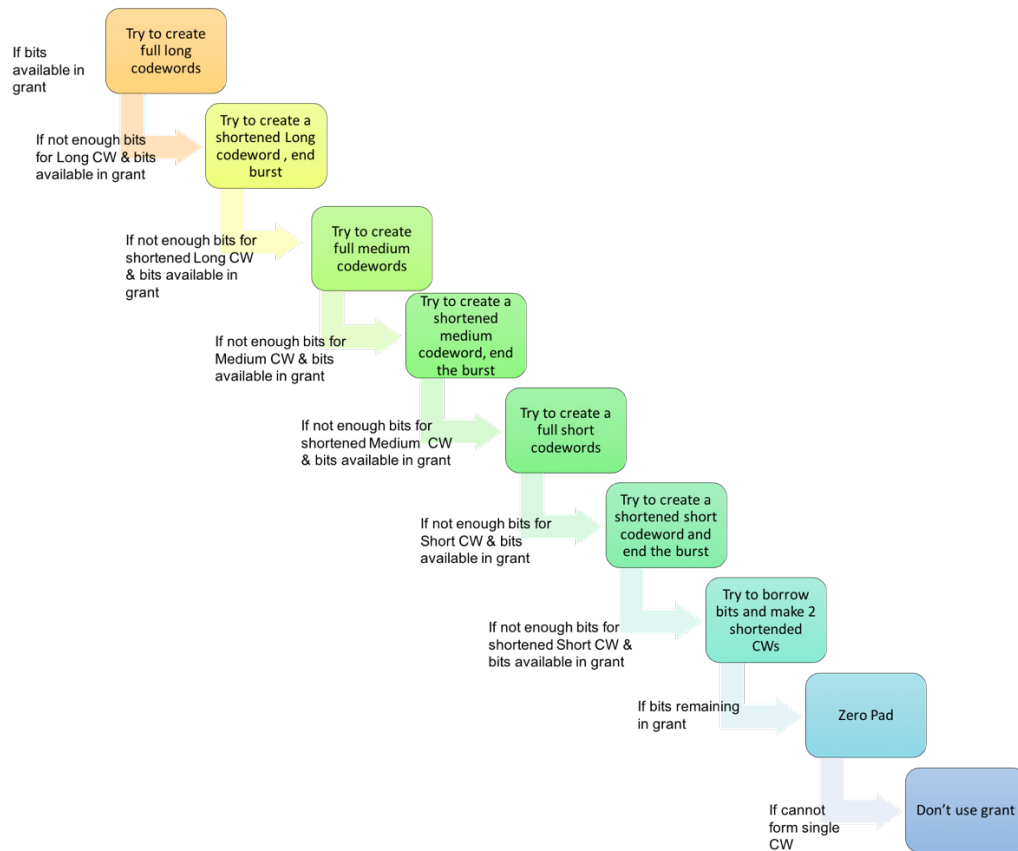 Try to create
full long
codewords
If bits
available in
grant
Try to create a
shortened Long
codeword , end
burst
If not enough bits
for Long CW & bits
available in grant
Try to create
full medium
codewords
If not enough bits for
shortened Long CW
& bits available in
grant
Try to create a
shortened
medium
codeword, end
the burst
If not enough bits for
Medium CW & bits
available in grant
Try to create a
full short
codewords
If not enough bits for
shortened Medium CW
& bits available in grant
Try to create a
shortened short
codeword and
end the burst
If not enough bits for
Short CW & bits
available in grant
Try to borrow
bits and make 2
shortended
CWs
If not enough bits for
shortened Short CW &
bits available in grant
Zero Pad
If bits remaining
in grant
Don't use grant
If cannot
form single
CW